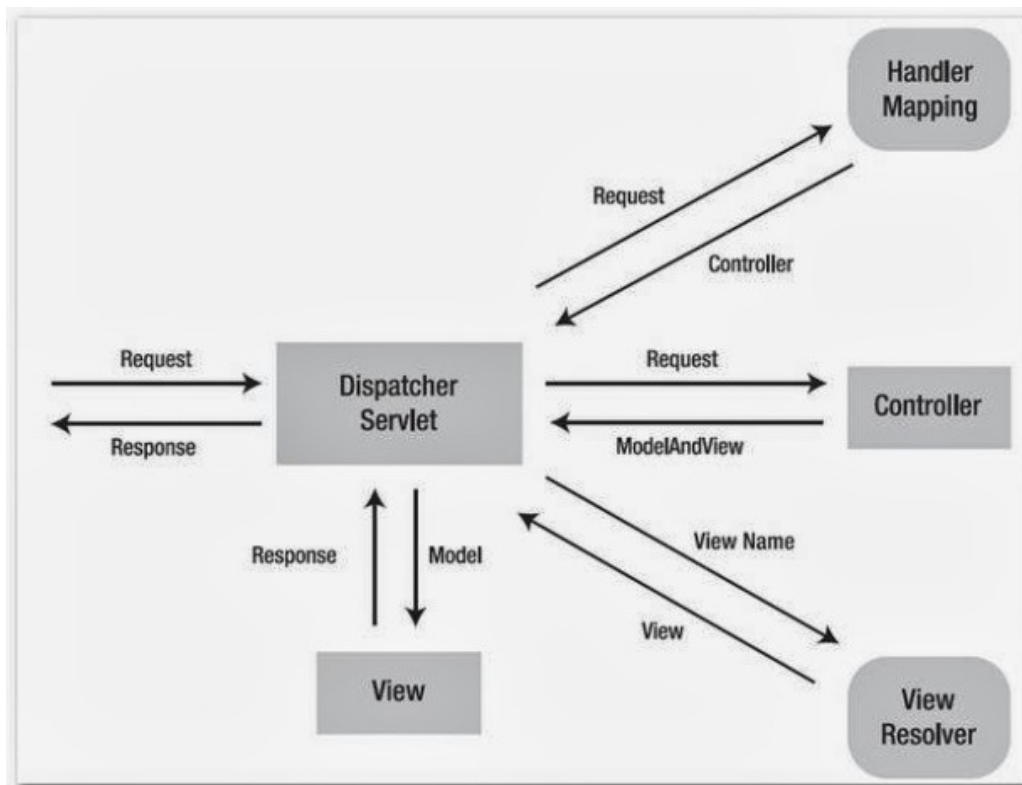 Handler
Mapping
Request
Controller
Request
Response
Dispatcher
Servlet
Request
ModelAndView
Controller
Response
Model
View Name
View
View
View
Resolver